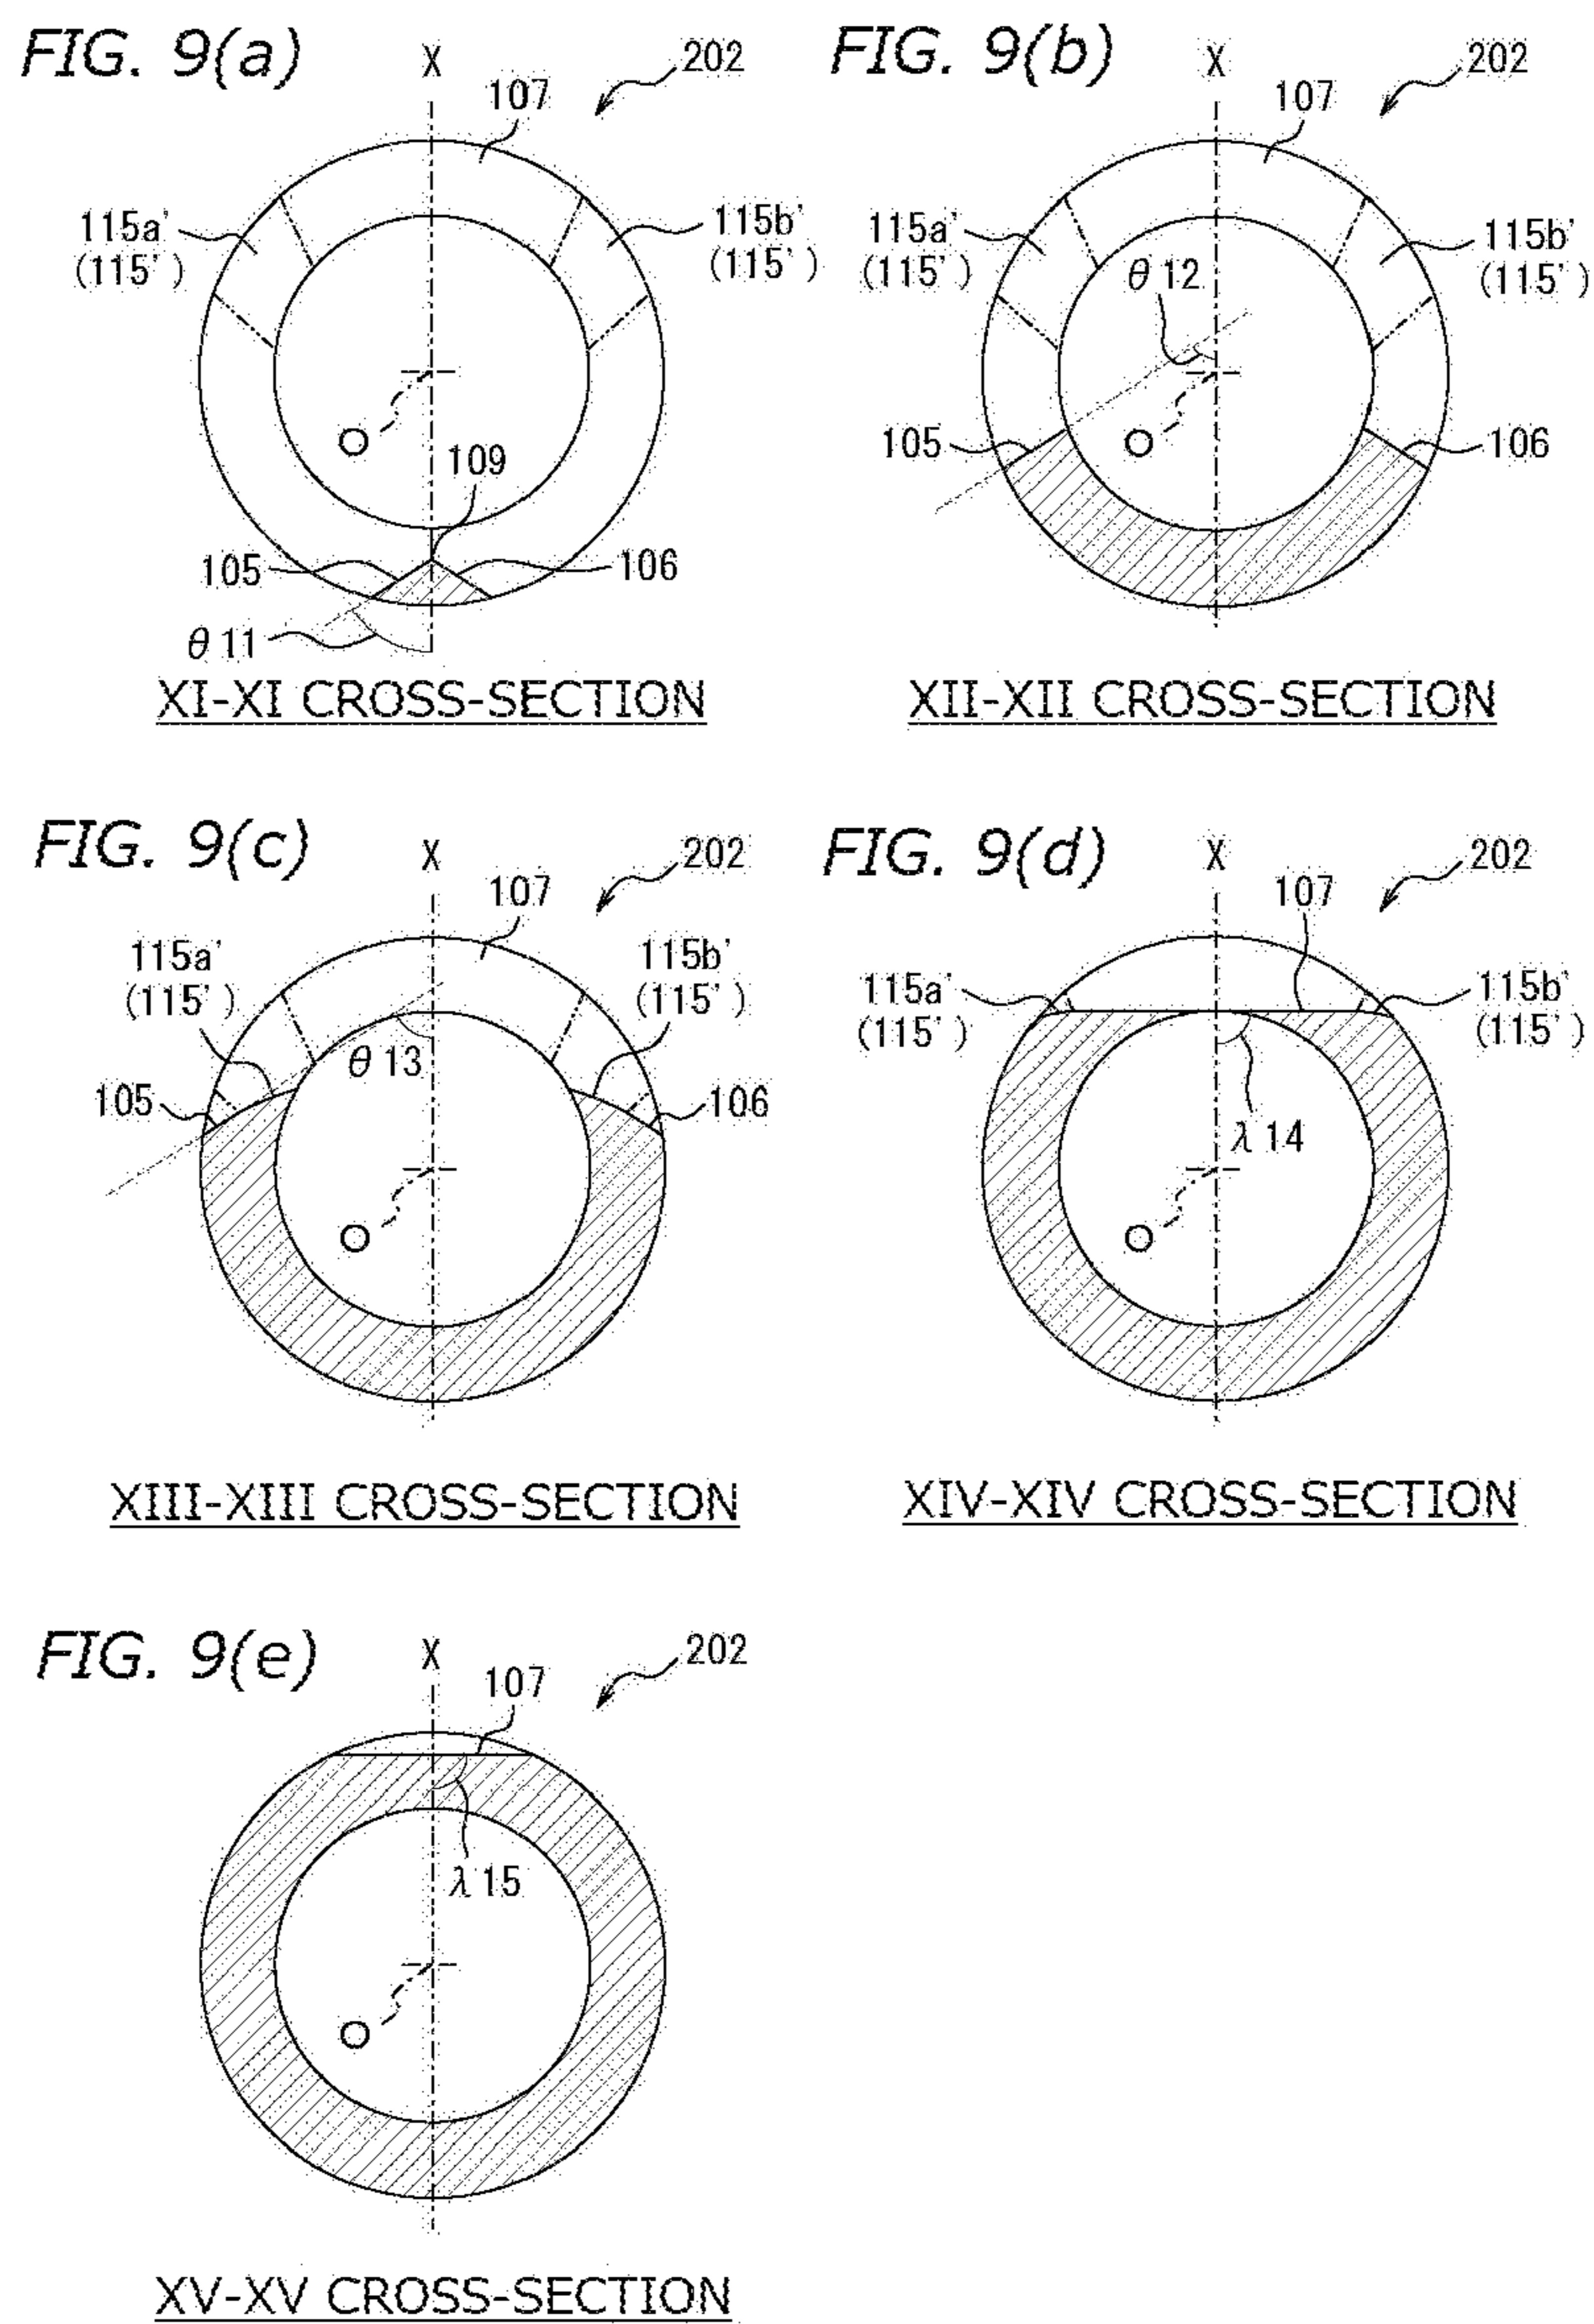 FIG. 9(a)
X
202
107
115a'
(115')
115b'
(115')
O
109
105
106
θ11
XI-XI CROSS-SECTION
FIG. 9(b)
X
202
107
115a'
(115')
θ12
115b'
(115')
105
O
106
XII-XII CROSS-SECTION
FIG. 9(c)
X
202
107
115a'
(115')
115b'
(115')
θ13
105
106
O
XIII-XIII CROSS-SECTION
FIG. 9(d)
X
202
107
115a'
(115')
115b'
(115')
λ14
O
XIV-XIV CROSS-SECTION
FIG. 9(e)
X
202
107
λ15
O
XV-XV CROSS-SECTION